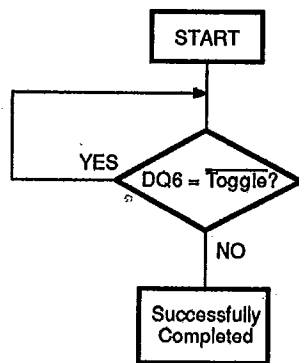 START
YES
DQ6 = Toggle?
NO
Successfully
Completed